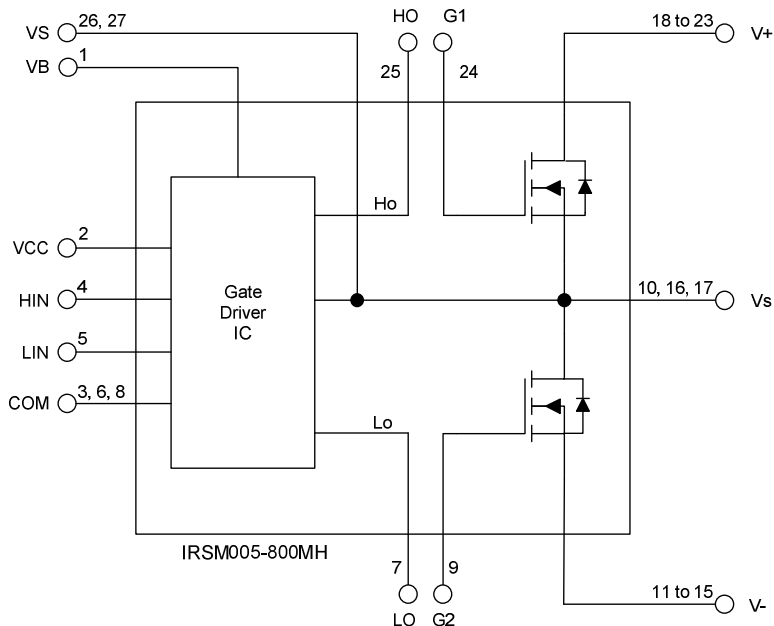 VS 26, 27
VB 1
HO G1
25 24
18 to 23 V+
Ho
VCC 2
HIN 4
LIN 5
COM 3, 6, 8
Gate
Driver
IC
10, 16, 17 Vs
Lo
IRSM005-800MH
7 9
LO G2
11 to 15 V-